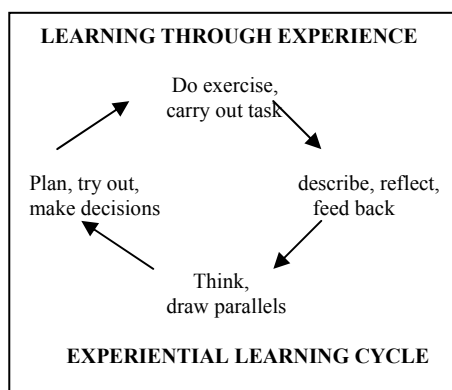 LEARNING THROUGH EXPERIENCE
Do exercise,
carry out task
describe, reflect,
feed back
Think,
draw parallels
Plan, try out,
make decisions
EXPERIENTIAL LEARNING CYCLE